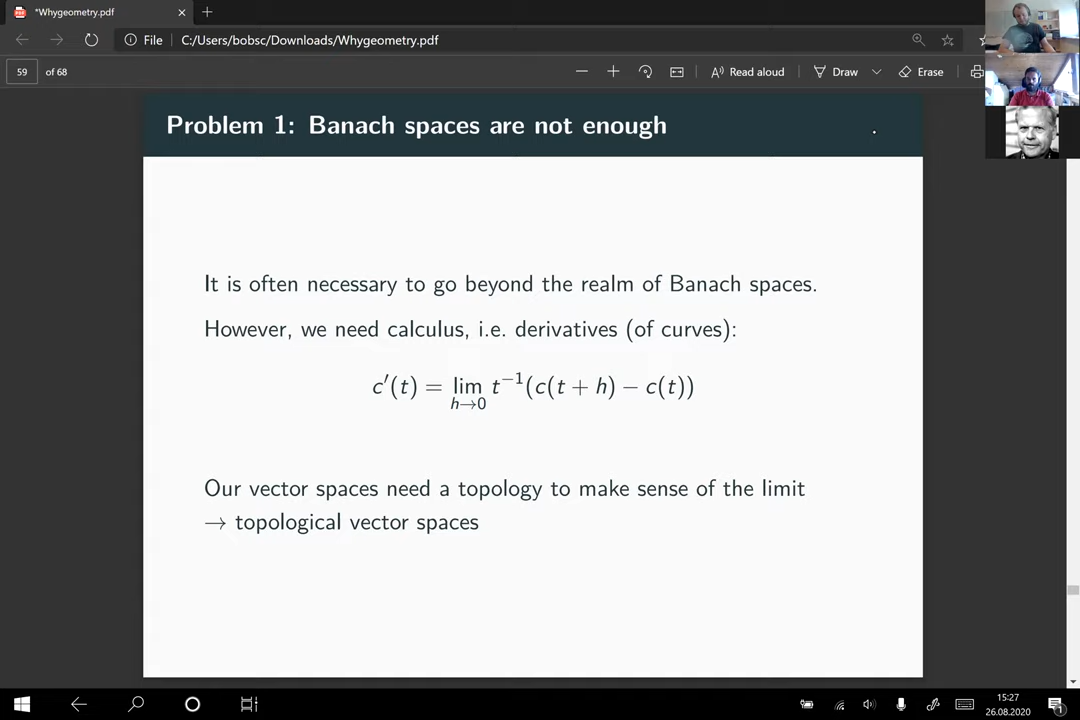 *Whygeometry.pdf
File C:/Users/bobsc/Downloads/Whygeometry.pdf
59 of 68 Read aloud Draw Erase
Problem 1: Banach spaces are not enough
It is often necessary to go beyond the realm of Banach spaces.
However, we need calculus, i.e. derivatives (of curves):
c′(t) = lim h→0 t⁻¹(c(t + h) − c(t))
Our vector spaces need a topology to make sense of the limit
→ topological vector spaces
15:27
26.08.2020